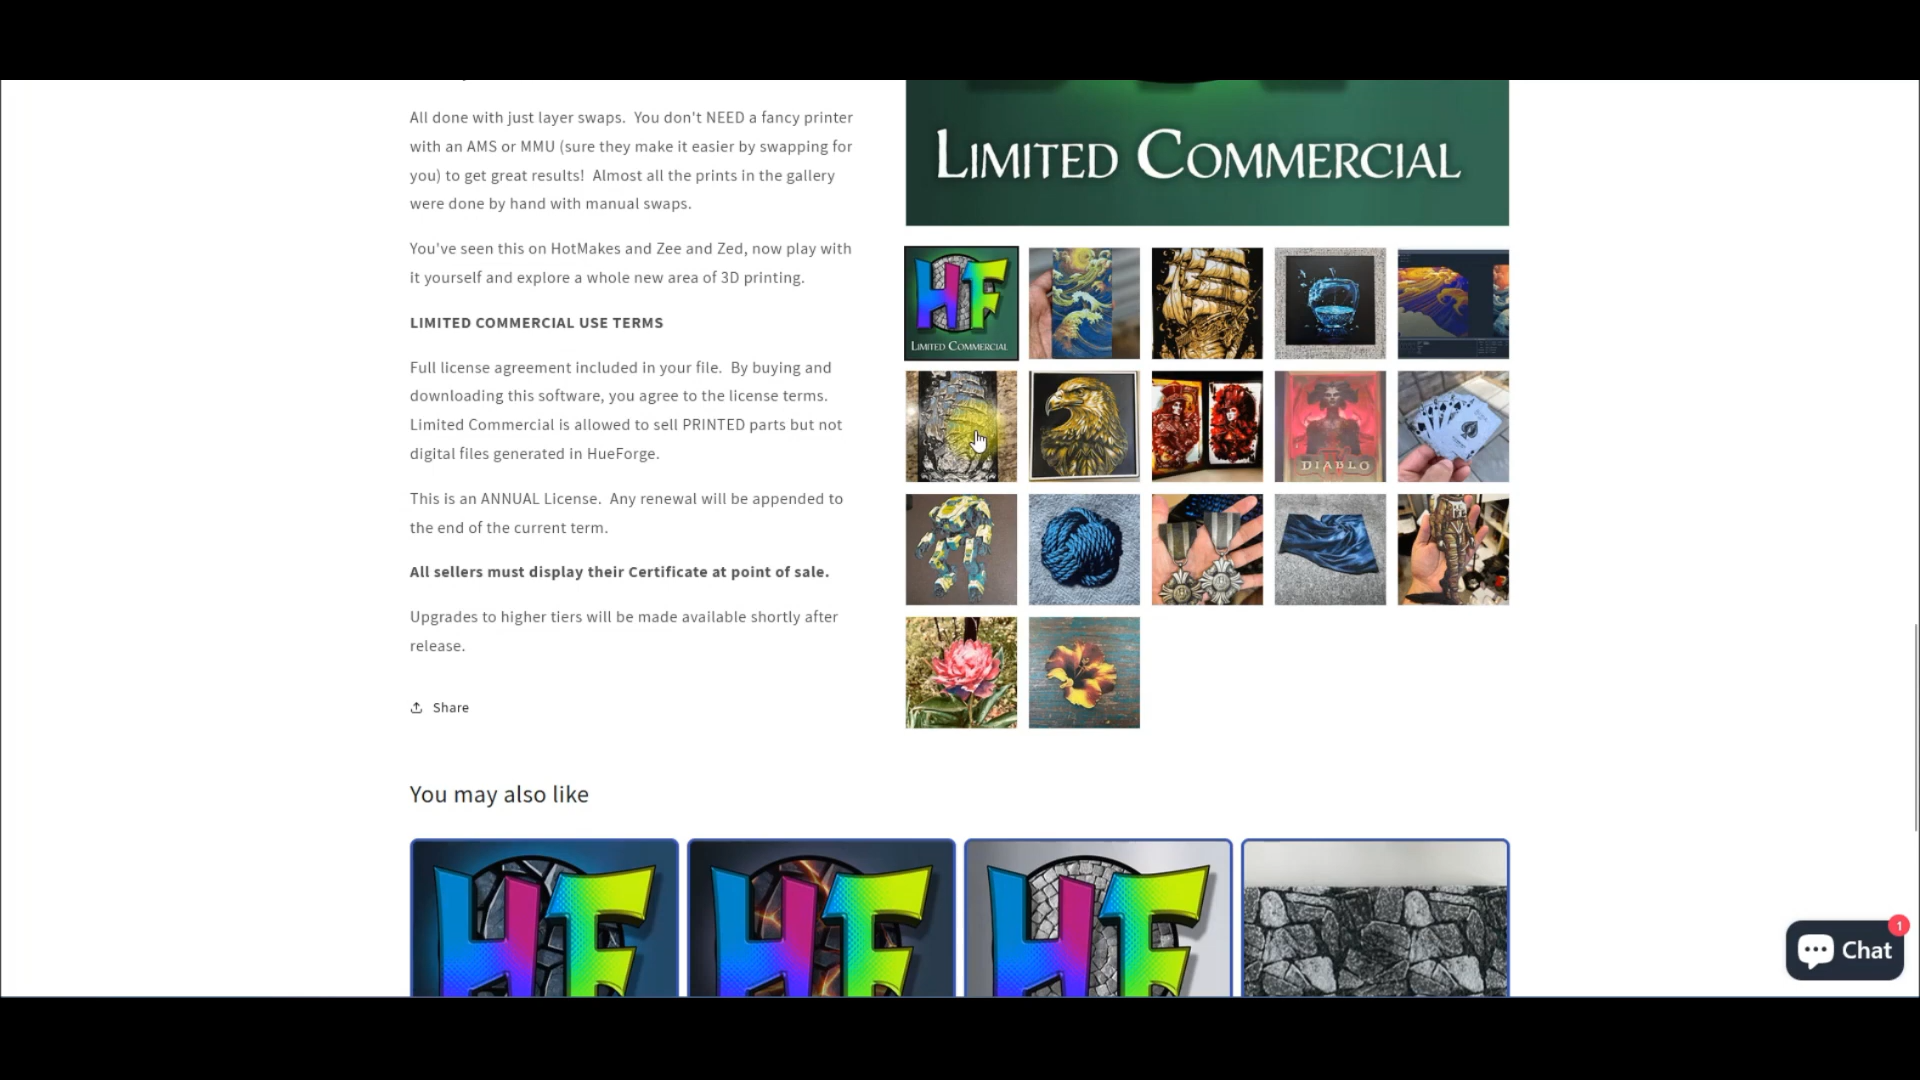 All done with just layer swaps.  You don't NEED a fancy printer
with an AMS or MMU (sure they make it easier by swapping for
you) to get great results!  Almost all the prints in the gallery
were done by hand with manual swaps.
You've seen this on HotMakes and Zee and Zed, now play with
it yourself and explore a whole new area of 3D printing.
LIMITED COMMERCIAL USE TERMS
Full license agreement included in your file.  By buying and
downloading this software, you agree to the license terms.
Limited Commercial is allowed to sell PRINTED parts but not
digital files generated in HueForge.
This is an ANNUAL License.  Any renewal will be appended to
the end of the current term.
All sellers must display their Certificate at point of sale.
Upgrades to higher tiers will be made available shortly after
release.
Share
LIMITED COMMERCIAL
HF
LIMITED COMMERCIAL
DIABLO
You may also like
HF
HF
HF
Chat
1